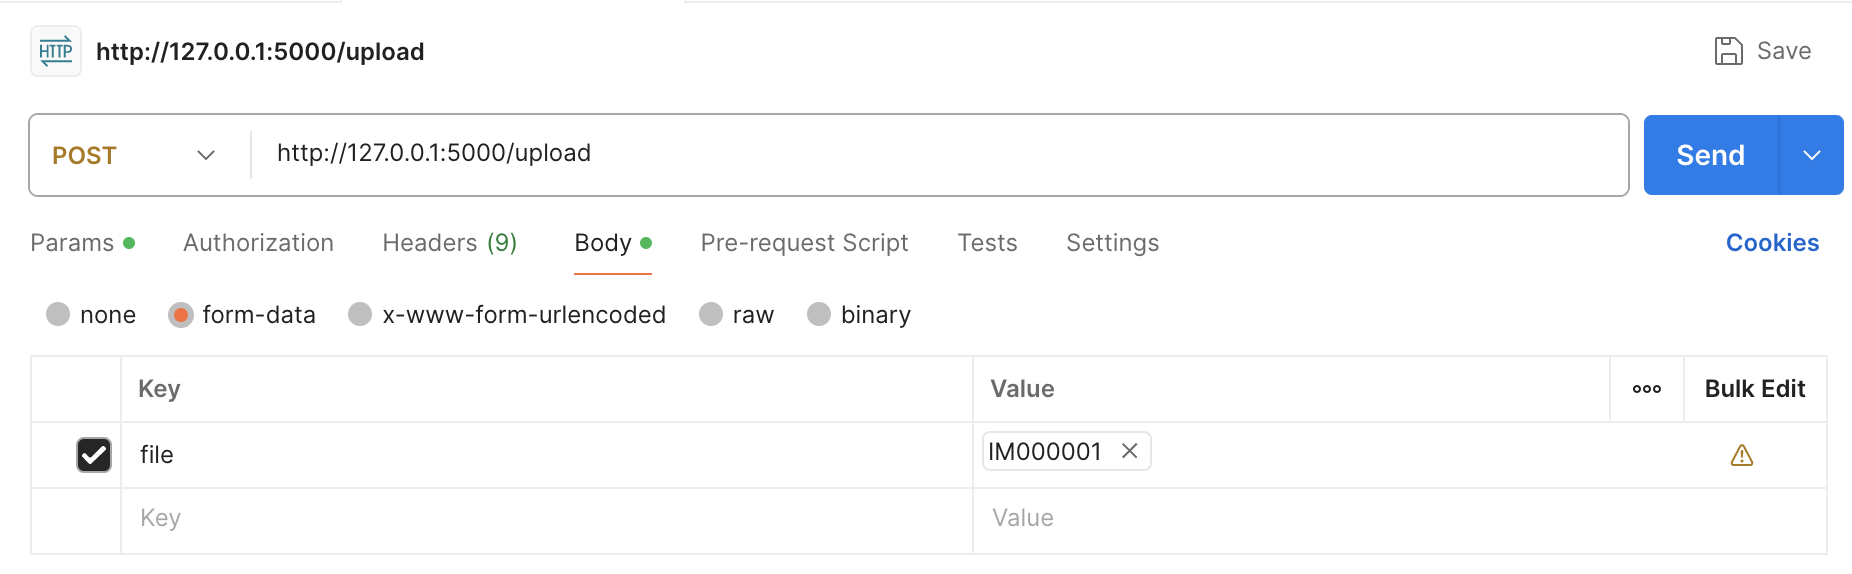 HTTP http://127.0.0.1:5000/upload Save
POST http://127.0.0.1:5000/upload Send
Params Authorization Headers (9) Body Pre-request Script Tests Settings Cookies
none form-data x-www-form-urlencoded raw binary
Key Value Bulk Edit
file IM000001
Key Value